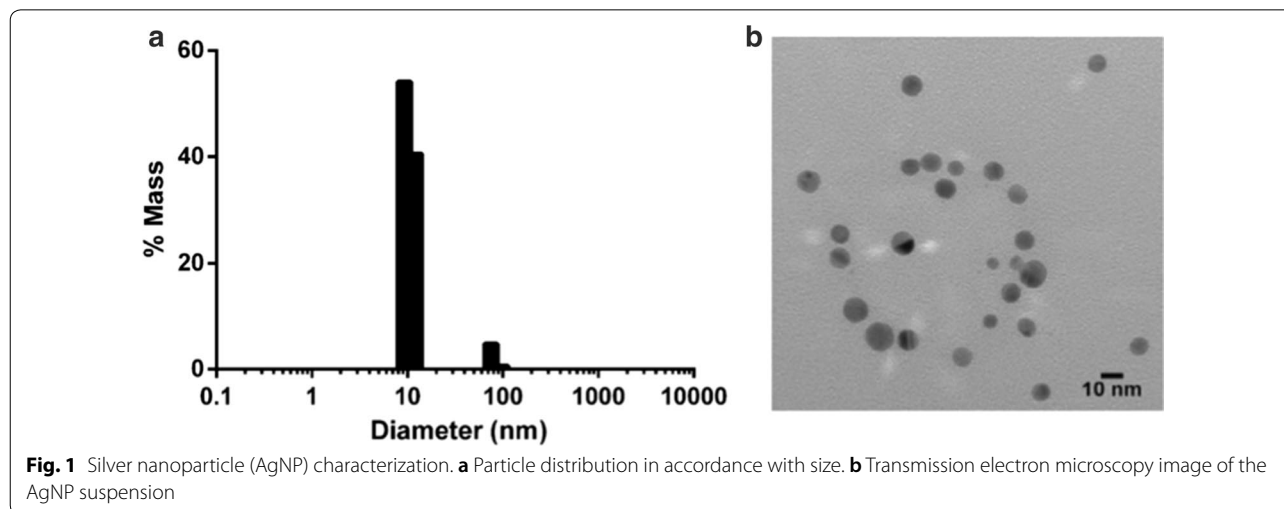 a
60
40
20
0
% Mass
0.1 1 10 100 1000 10000
Diameter (nm)
b
10 nm
Fig. 1 Silver nanoparticle (AgNP) characterization. a Particle distribution in accordance with size. b Transmission electron microscopy image of the
AgNP suspension